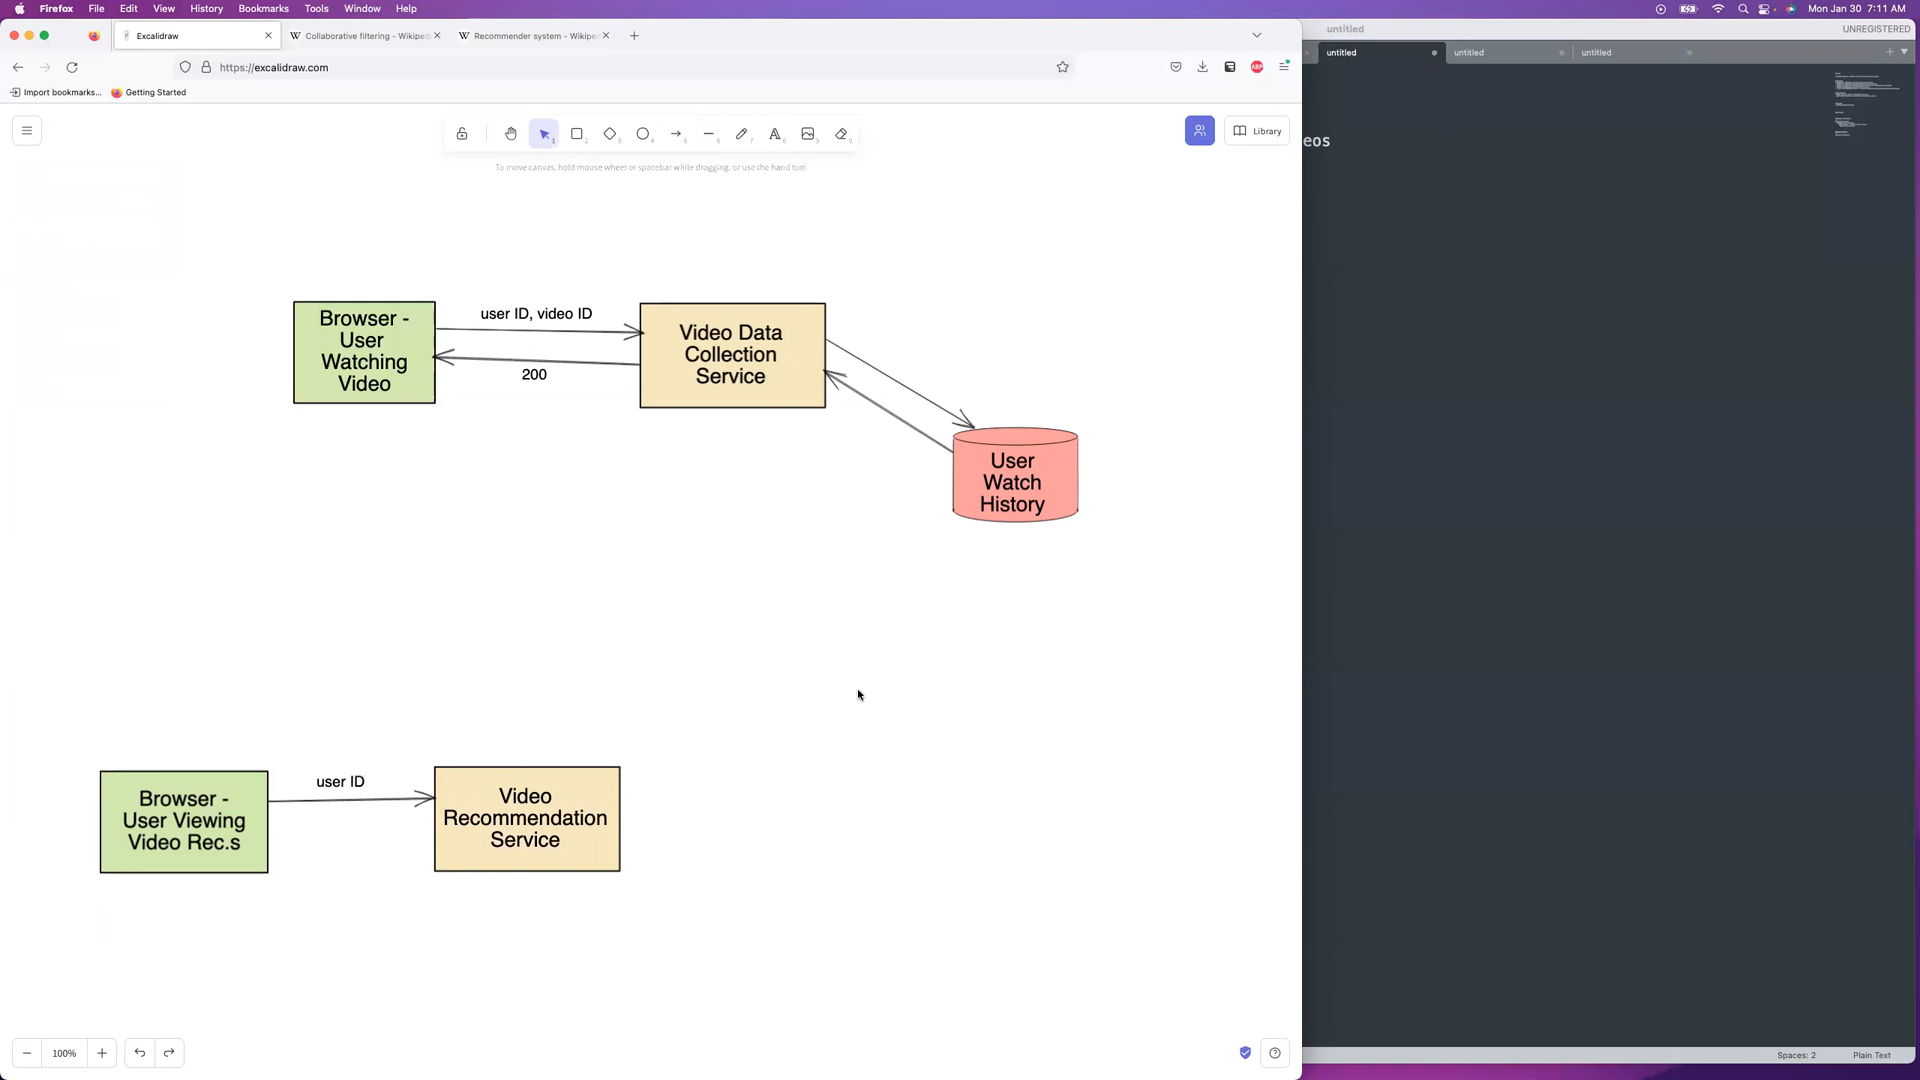 Firefox File Edit View History Bookmarks Tools Window Help Mon Jan 30 7:11 AM
Excalidraw Collaborative filtering - Wikiped Recommender system - Wikipe
untitled UNREGISTERED
untitled untitled untitled
https://excalidraw.com
Import bookmarks... Getting Started
Library
To move canvas, hold mouse wheel or spacebar while dragging, or use the hand tool
eos
Browser -
User
Watching
Video
user ID, video ID
200
Video Data
Collection
Service
User
Watch
History
Browser -
User Viewing
Video Rec.s
user ID
Video
Recommendation
Service
100%
Spaces: 2 Plain Text